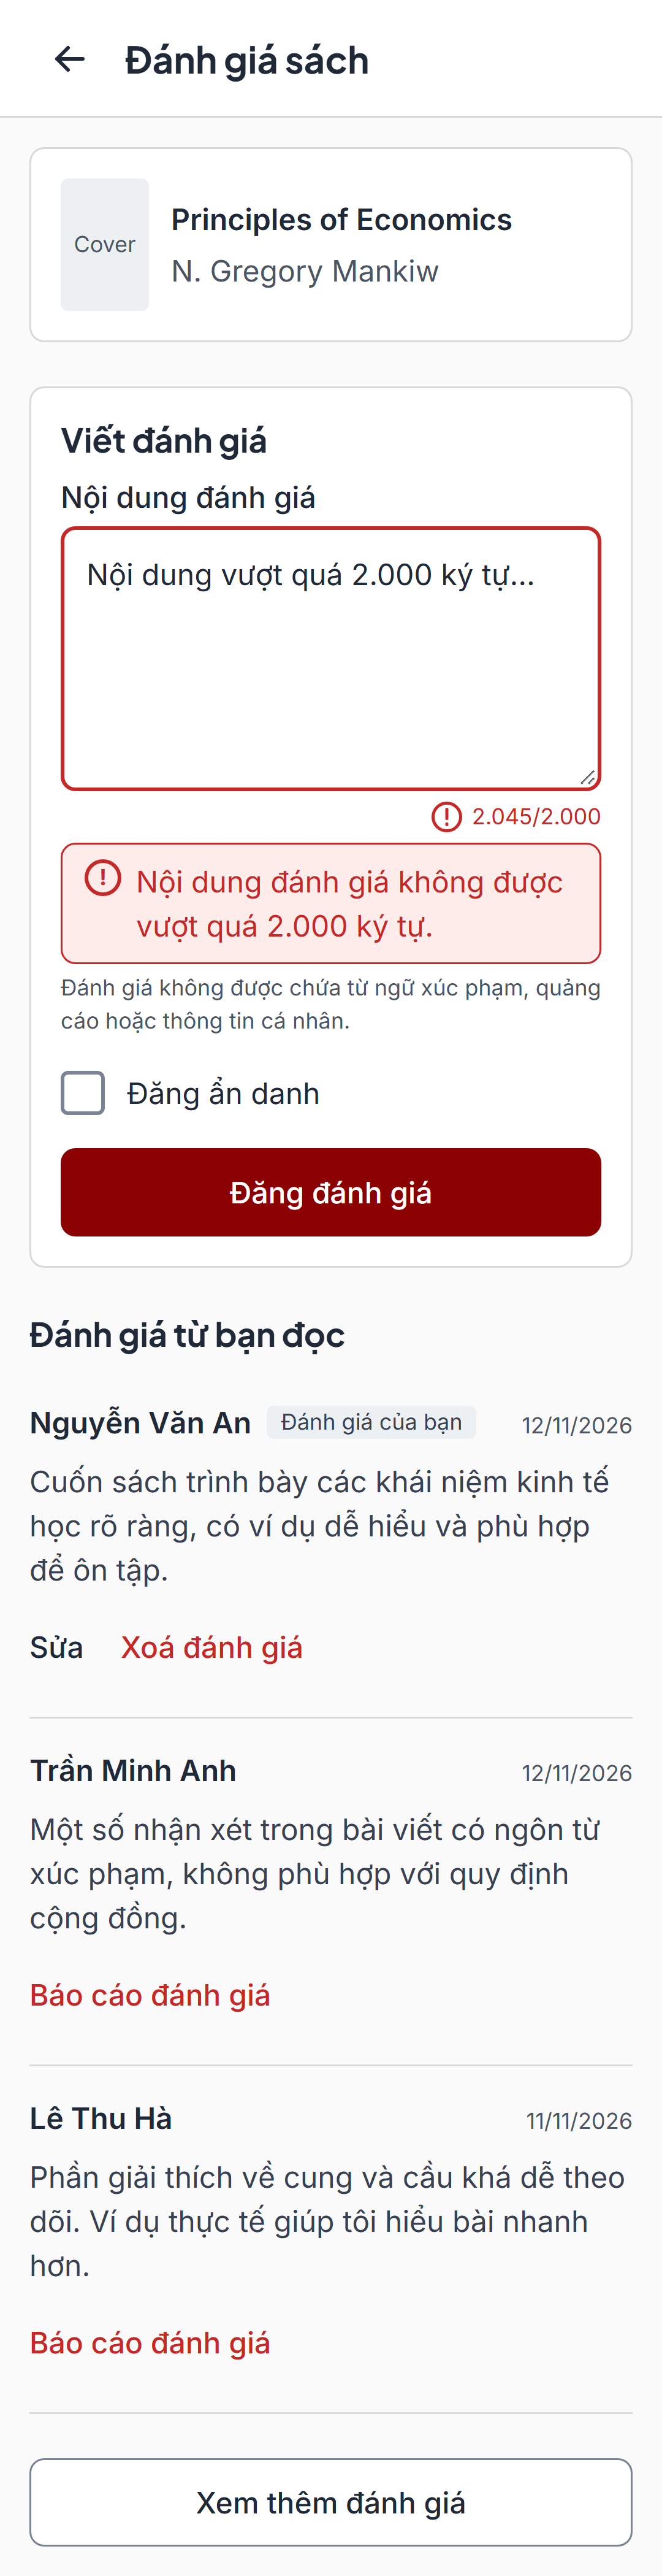 Đánh giá sách
Cover
Principles of Economics
N. Gregory Mankiw
Viết đánh giá
Nội dung đánh giá
Nội dung vượt quá 2.000 ký tự...
2.045/2.000
Nội dung đánh giá không được
vượt quá 2.000 ký tự.
Đánh giá không được chứa từ ngữ xúc phạm, quảng
cáo hoặc thông tin cá nhân.
Đăng ẩn danh
Đăng đánh giá
Đánh giá từ bạn đọc
Nguyễn Văn An Đánh giá của bạn 12/11/2026
Cuốn sách trình bày các khái niệm kinh tế
học rõ ràng, có ví dụ dễ hiểu và phù hợp
để ôn tập.
Sửa Xoá đánh giá
Trần Minh Anh 12/11/2026
Một số nhận xét trong bài viết có ngôn từ
xúc phạm, không phù hợp với quy định
cộng đồng.
Báo cáo đánh giá
Lê Thu Hà 11/11/2026
Phần giải thích về cung và cầu khá dễ theo
dõi. Ví dụ thực tế giúp tôi hiểu bài nhanh
hơn.
Báo cáo đánh giá
Xem thêm đánh giá